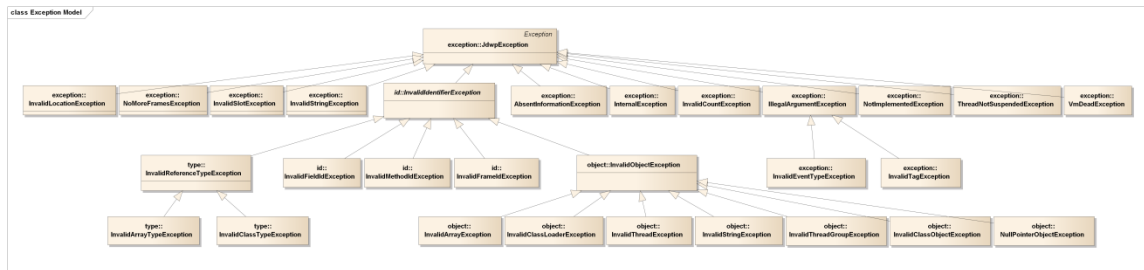 class Exception Model
Exception
exception::JdwpException
exception::
InvalidLocationException
exception::
NoMoreFramesException
exception::
InvalidSlotException
exception::
InvalidStringException
id::InvalidIdentifierException
exception::
AbsentInformationException
exception::
InternalException
exception::
InvalidCountException
exception::
IllegalArgumentException
exception::
NotImplementedException
exception::
ThreadNotSuspendedException
exception::
VmDeadException
type::
InvalidReferenceTypeException
id::
InvalidFieldIdException
id::
InvalidMethodIdException
id::
InvalidFrameIdException
object::InvalidObjectException
exception::
InvalidEventTypeException
exception::
InvalidTagException
type::
InvalidArrayTypeException
type::
InvalidClassTypeException
object::
InvalidArrayException
object::
InvalidClassLoaderException
object::
InvalidThreadException
object::
InvalidStringException
object::
InvalidThreadGroupException
object::
InvalidClassObjectException
object::
NullPointerObjectException